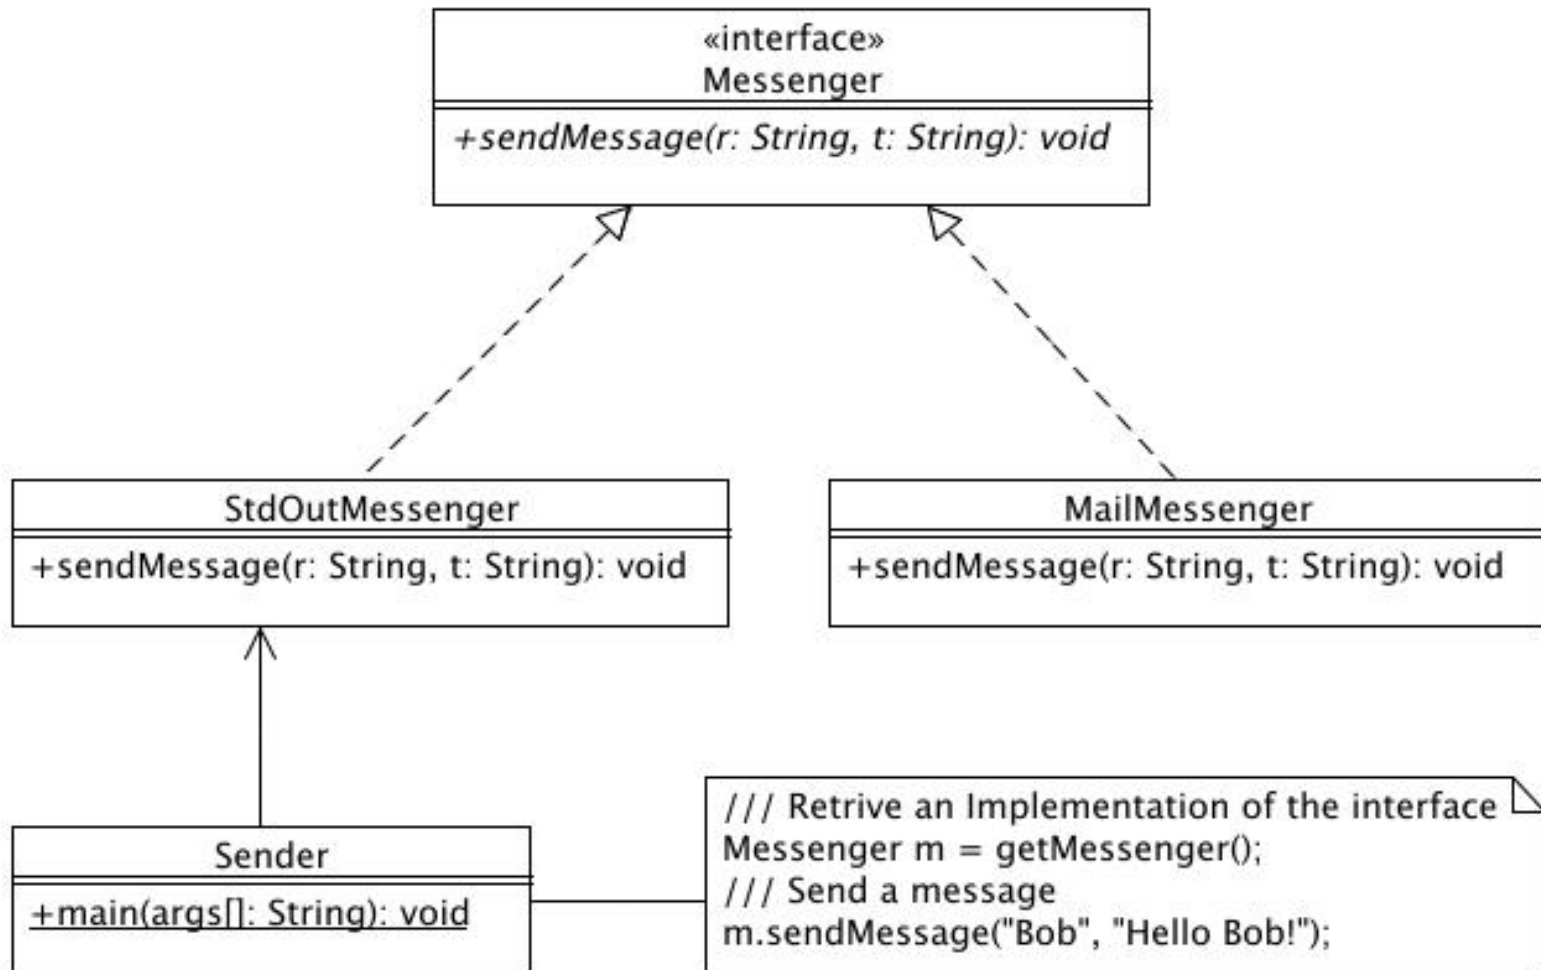 «interface»
Messenger
+sendMessage(r: String, t: String): void
StdOutMessenger
+sendMessage(r: String, t: String): void
MailMessenger
+sendMessage(r: String, t: String): void
Sender
+main(args[]: String): void
/// Retrive an Implementation of the interface
Messenger m = getMessenger();
/// Send a message
m.sendMessage("Bob", "Hello Bob!");